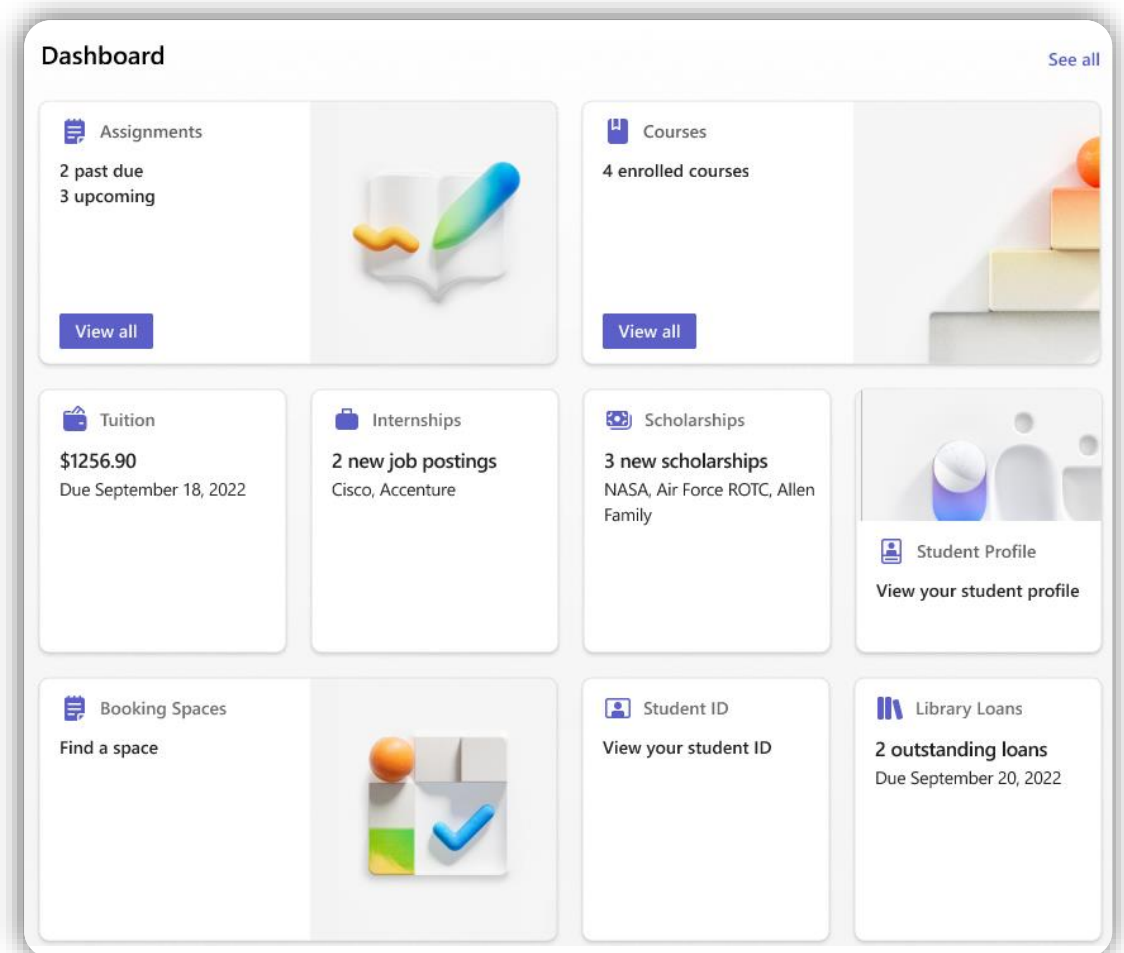 Dashboard
See all
Assignments
2 past due
3 upcoming
View all
Courses
4 enrolled courses
View all
Tuition
$1256.90
Due September 18, 2022
Internships
2 new job postings
Cisco, Accenture
Scholarships
3 new scholarships
NASA, Air Force ROTC, Allen
Family
Student Profile
View your student profile
Booking Spaces
Find a space
Student ID
View your student ID
Library Loans
2 outstanding loans
Due September 20, 2022